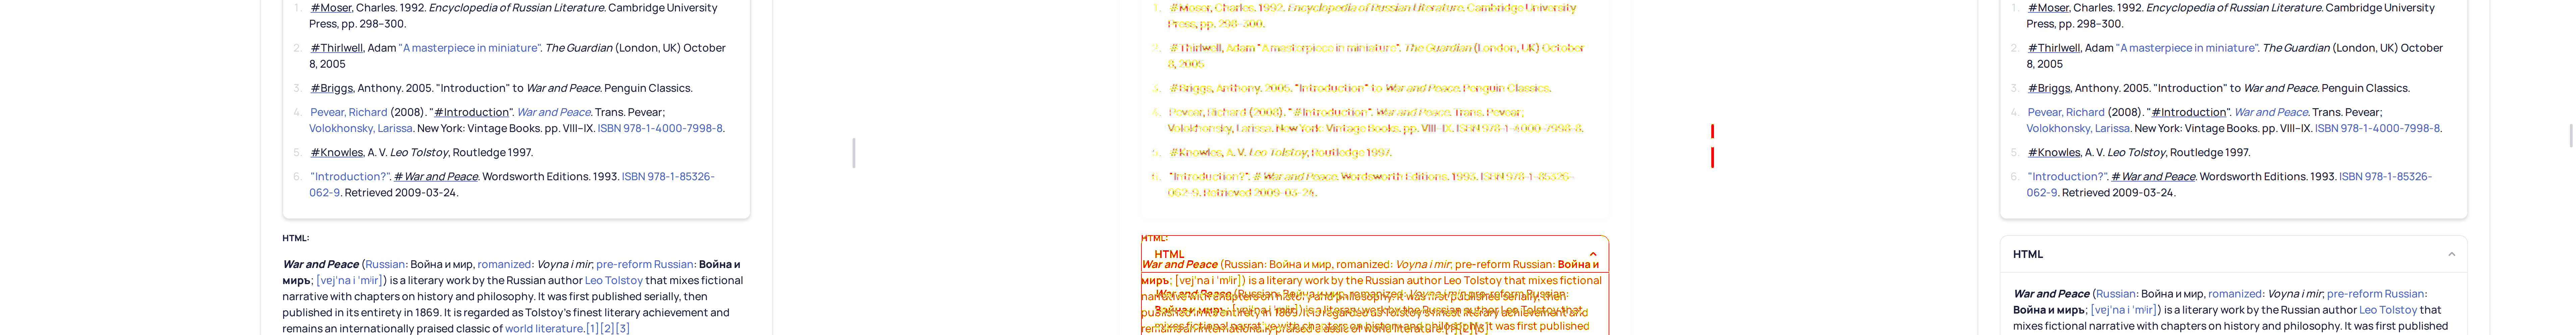 1. #Moser, Charles. 1992. Encyclopedia of Russian Literature. Cambridge University
Press, pp. 298–300.
2. #Thirlwell, Adam "A masterpiece in miniature". The Guardian (London, UK) October
8, 2005
3. #Briggs, Anthony. 2005. "Introduction" to War and Peace. Penguin Classics.
4. Pevear, Richard (2008). "#Introduction". War and Peace. Trans. Pevear;
Volokhonsky, Larissa. New York: Vintage Books. pp. VIII–IX. ISBN 978-1-4000-7998-8.
5. #Knowles, A. V. Leo Tolstoy, Routledge 1997.
6. "Introduction?". #War and Peace. Wordsworth Editions. 1993. ISBN 978-1-85326-
062-9. Retrieved 2009-03-24.
HTML:
War and Peace (Russian: Война и мир, romanized: Voyna i mir; pre-reform Russian: Война и
миръ; [vɐjˈna i ˈmʲir]) is a literary work by the Russian author Leo Tolstoy that mixes fictional
narrative with chapters on history and philosophy. It was first published serially, then
published in its entirety in 1869. It is regarded as Tolstoy's finest literary achievement and
remains an internationally praised classic of world literature.[1][2][3]
1. #Moser, Charles. 1992. Encyclopedia of Russian Literature. Cambridge University
Press, pp. 298–300.
2. #Thirlwell, Adam "A masterpiece in miniature". The Guardian (London, UK) October
8, 2005
3. #Briggs, Anthony. 2005. "Introduction" to War and Peace. Penguin Classics.
4. Pevear, Richard (2008). "#Introduction". War and Peace. Trans. Pevear;
Volokhonsky, Larissa. New York: Vintage Books. pp. VIII–IX. ISBN 978-1-4000-7998-8.
5. #Knowles, A. V. Leo Tolstoy, Routledge 1997.
6. "Introduction?". #War and Peace. Wordsworth Editions. 1993. ISBN 978-1-85326-
062-9. Retrieved 2009-03-24.
HTML:
HTML
War and Peace (Russian: Война и мир, romanized: Voyna i mir; pre-reform Russian: Война и
миръ; [vɐjˈna i ˈmʲir]) is a literary work by the Russian author Leo Tolstoy that mixes fictional
1. #Moser, Charles. 1992. Encyclopedia of Russian Literature. Cambridge University
Press, pp. 298–300.
2. #Thirlwell, Adam "A masterpiece in miniature". The Guardian (London, UK) October
8, 2005
3. #Briggs, Anthony. 2005. "Introduction" to War and Peace. Penguin Classics.
4. Pevear, Richard (2008). "#Introduction". War and Peace. Trans. Pevear;
Volokhonsky, Larissa. New York: Vintage Books. pp. VIII–IX. ISBN 978-1-4000-7998-8.
5. #Knowles, A. V. Leo Tolstoy, Routledge 1997.
6. "Introduction?". #War and Peace. Wordsworth Editions. 1993. ISBN 978-1-85326-
062-9. Retrieved 2009-03-24.
HTML
War and Peace (Russian: Война и мир, romanized: Voyna i mir; pre-reform Russian:
Война и миръ; [vɐjˈna i ˈmʲir]) is a literary work by the Russian author Leo Tolstoy that
mixes fictional narrative with chapters on history and philosophy. It was first published